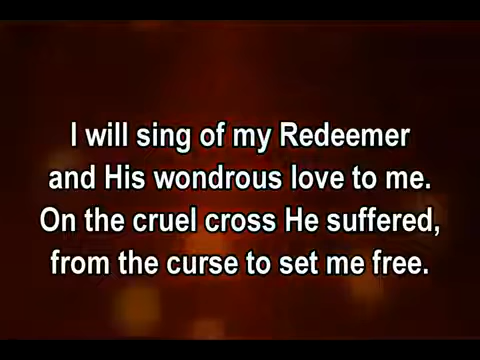 I will sing of my Redeemer
and His wondrous love to me.
On the cruel cross He suffered,
from the curse to set me free.